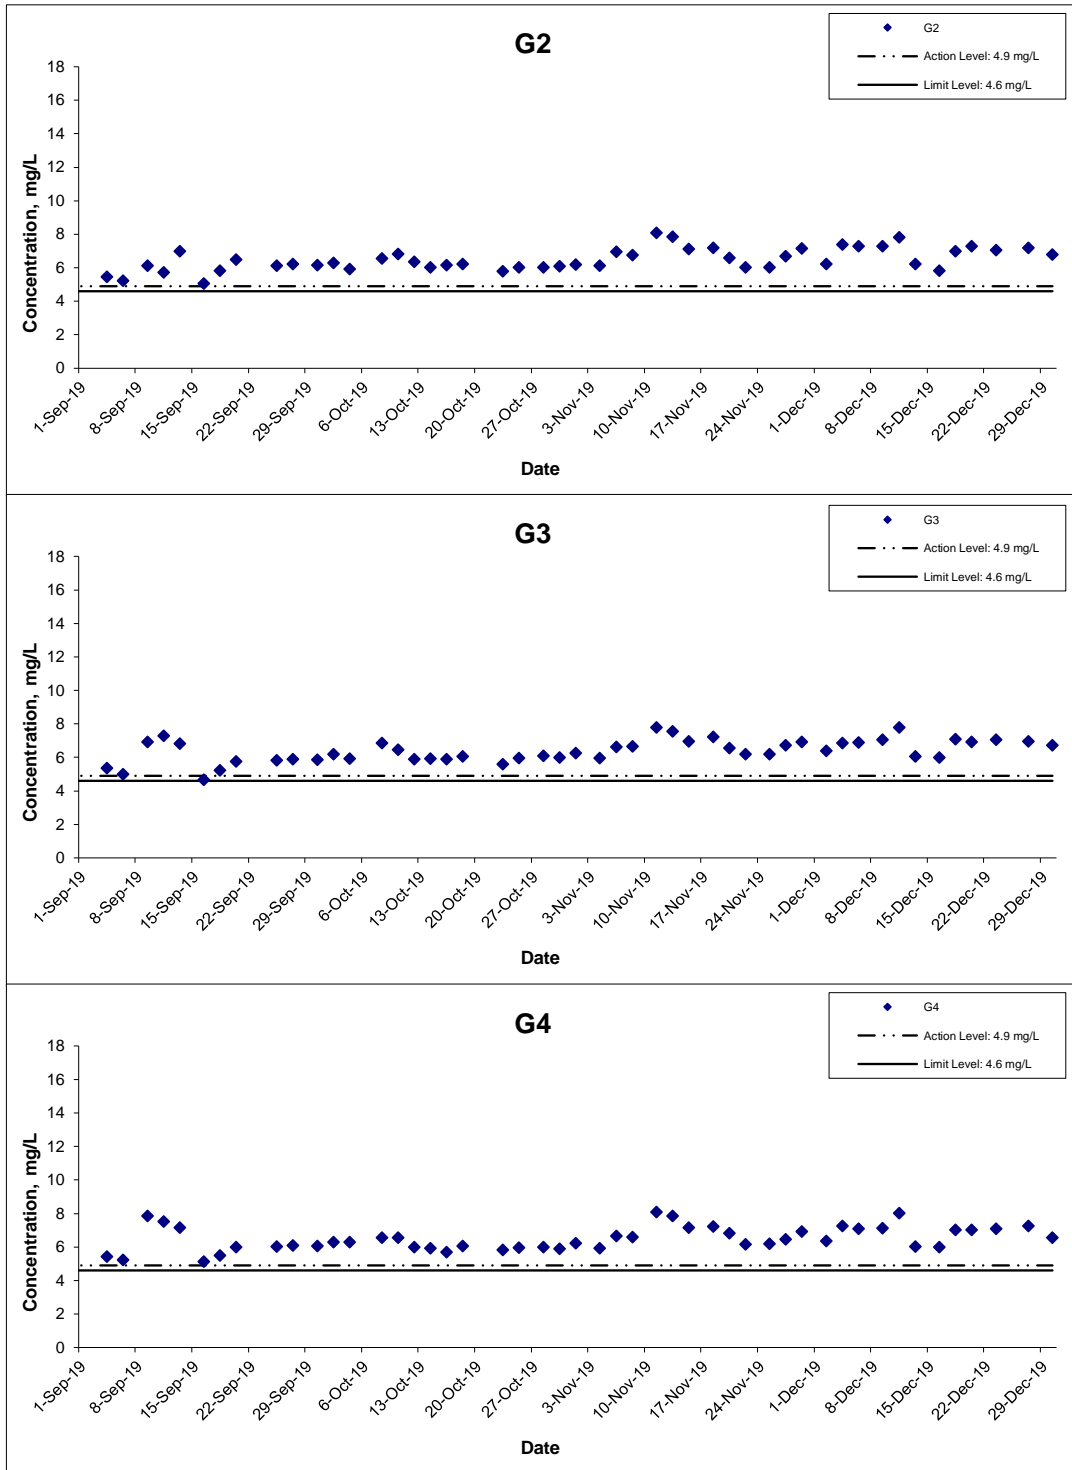 G2
G2
Action Level: 4.9 mg/L
Limit Level: 4.6 mg/L
Concentration, mg/L
18
16
14
12
10
8
6
4
2
0
1-Sep-19
8-Sep-19
15-Sep-19
22-Sep-19
29-Sep-19
6-Oct-19
13-Oct-19
20-Oct-19
27-Oct-19
3-Nov-19
10-Nov-19
17-Nov-19
24-Nov-19
1-Dec-19
8-Dec-19
15-Dec-19
22-Dec-19
29-Dec-19
Date
G3
G3
Action Level: 4.9 mg/L
Limit Level: 4.6 mg/L
Concentration, mg/L
18
16
14
12
10
8
6
4
2
0
1-Sep-19
8-Sep-19
15-Sep-19
22-Sep-19
29-Sep-19
6-Oct-19
13-Oct-19
20-Oct-19
27-Oct-19
3-Nov-19
10-Nov-19
17-Nov-19
24-Nov-19
1-Dec-19
8-Dec-19
15-Dec-19
22-Dec-19
29-Dec-19
Date
G4
G4
Action Level: 4.9 mg/L
Limit Level: 4.6 mg/L
Concentration, mg/L
18
16
14
12
10
8
6
4
2
0
1-Sep-19
8-Sep-19
15-Sep-19
22-Sep-19
29-Sep-19
6-Oct-19
13-Oct-19
20-Oct-19
27-Oct-19
3-Nov-19
10-Nov-19
17-Nov-19
24-Nov-19
1-Dec-19
8-Dec-19
15-Dec-19
22-Dec-19
29-Dec-19
Date